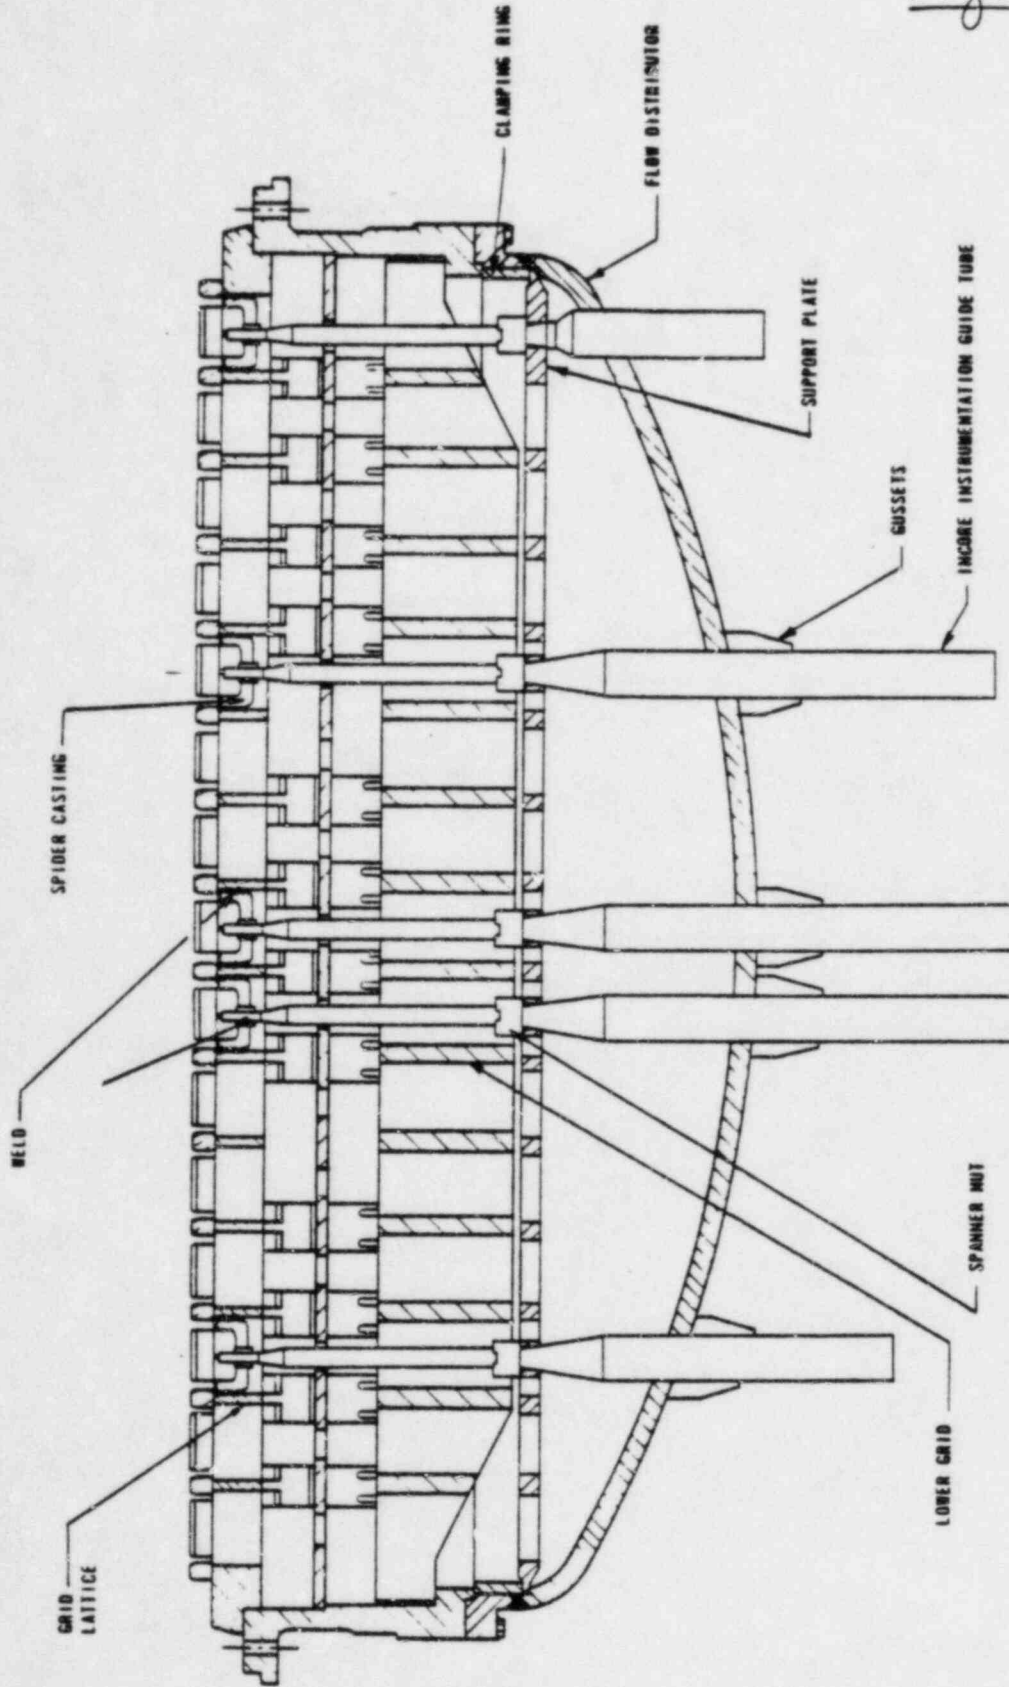 WELD
SPIDER CASTING
GRID
LATTICE
CLAMPING RING
FLOW DISTRIBUTOR
SUPPORT PLATE
GUSSETS
INCORE INSTRUMENTATION GUIDE TUBE
SPANNER NUT
LOWER GRID